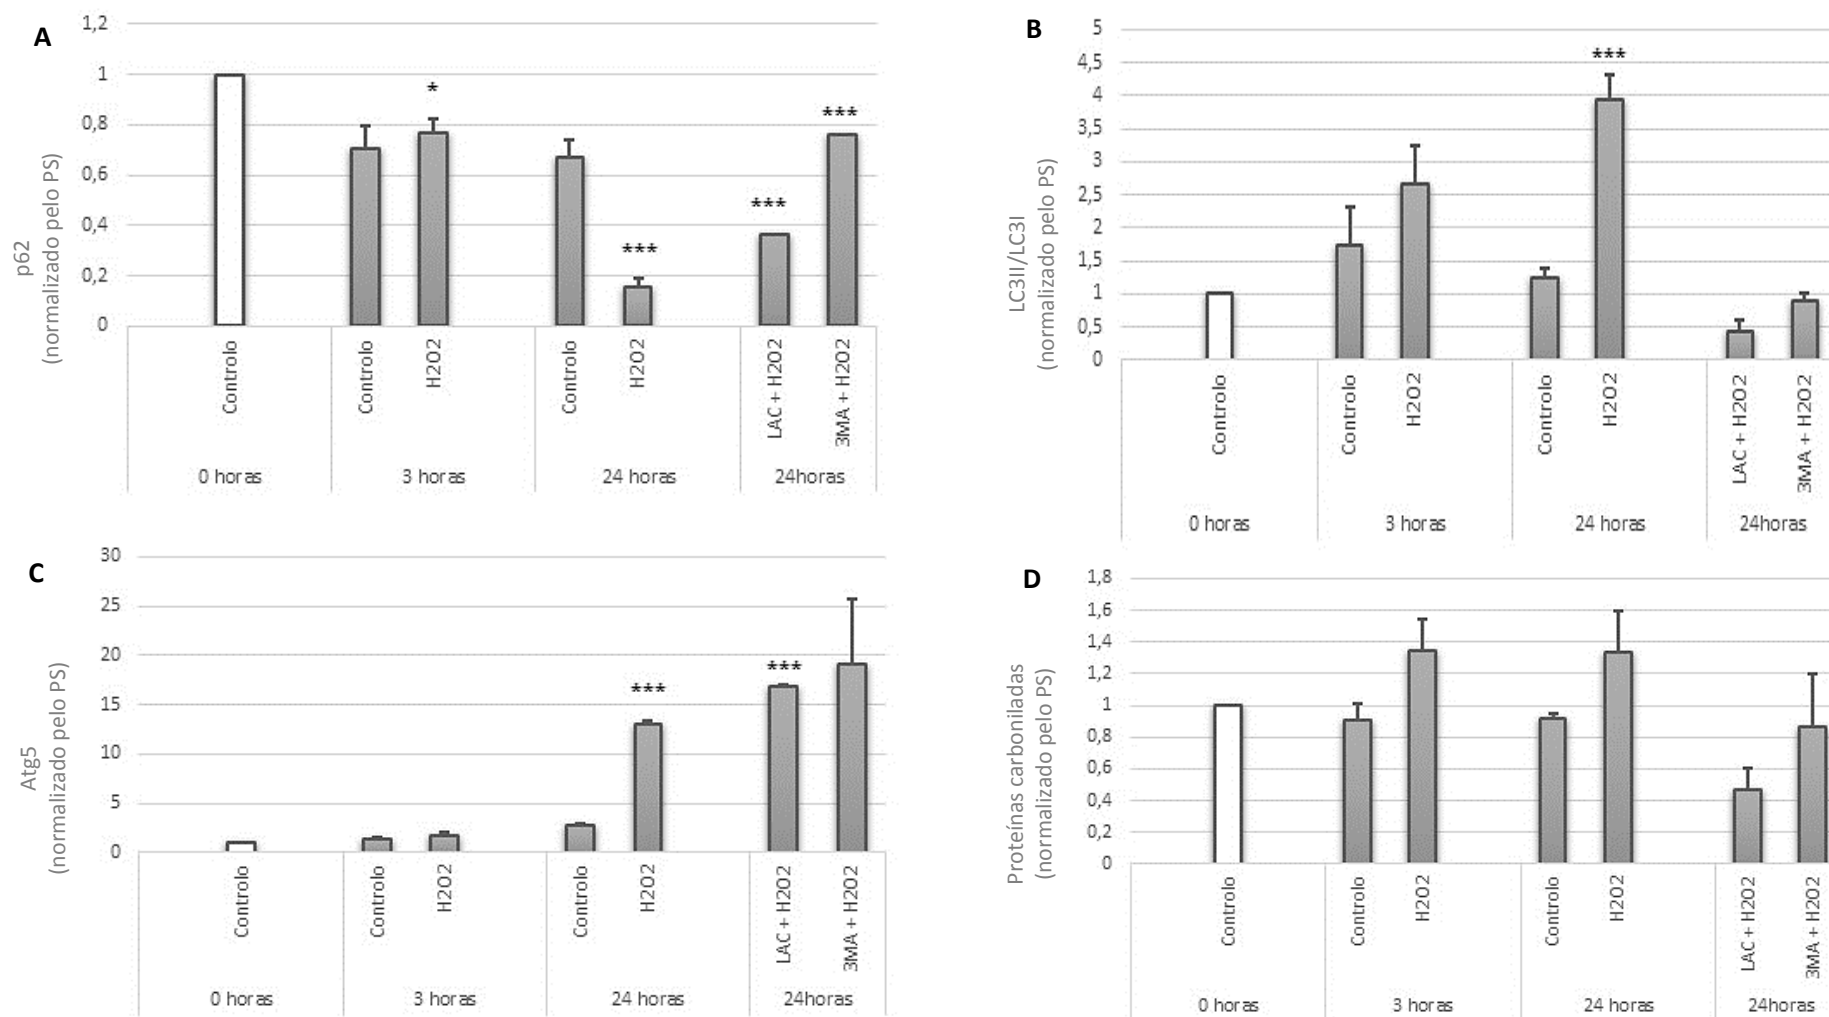 A
p62
(normalizado pelo PS)
1,2
1
0,8
0,6
0,4
0,2
0
*
***
***
***
Controlo
Controlo
H2O2
Controlo
H2O2
LAC + H2O2
3MA + H2O2
0 horas
3 horas
24 horas
24horas
B
LC3II/LC3I
(normalizado pelo PS)
5
4,5
4
3,5
3
2,5
2
1,5
1
0,5
0
***
Controlo
Controlo
H2O2
Controlo
H2O2
LAC + H2O2
3MA + H2O2
0 horas
3 horas
24 horas
24horas
C
Atg5
(normalizado pelo PS)
30
25
20
15
10
5
0
***
***
Controlo
Controlo
H2O2
Controlo
H2O2
LAC + H2O2
3MA + H2O2
0 horas
3 horas
24 horas
24horas
D
Proteínas carboniladas
(normalizado pelo PS)
1,8
1,6
1,4
1,2
1
0,8
0,6
0,4
0,2
0
Controlo
Controlo
H2O2
Controlo
H2O2
LAC + H2O2
3MA + H2O2
0 horas
3 horas
24 horas
24horas